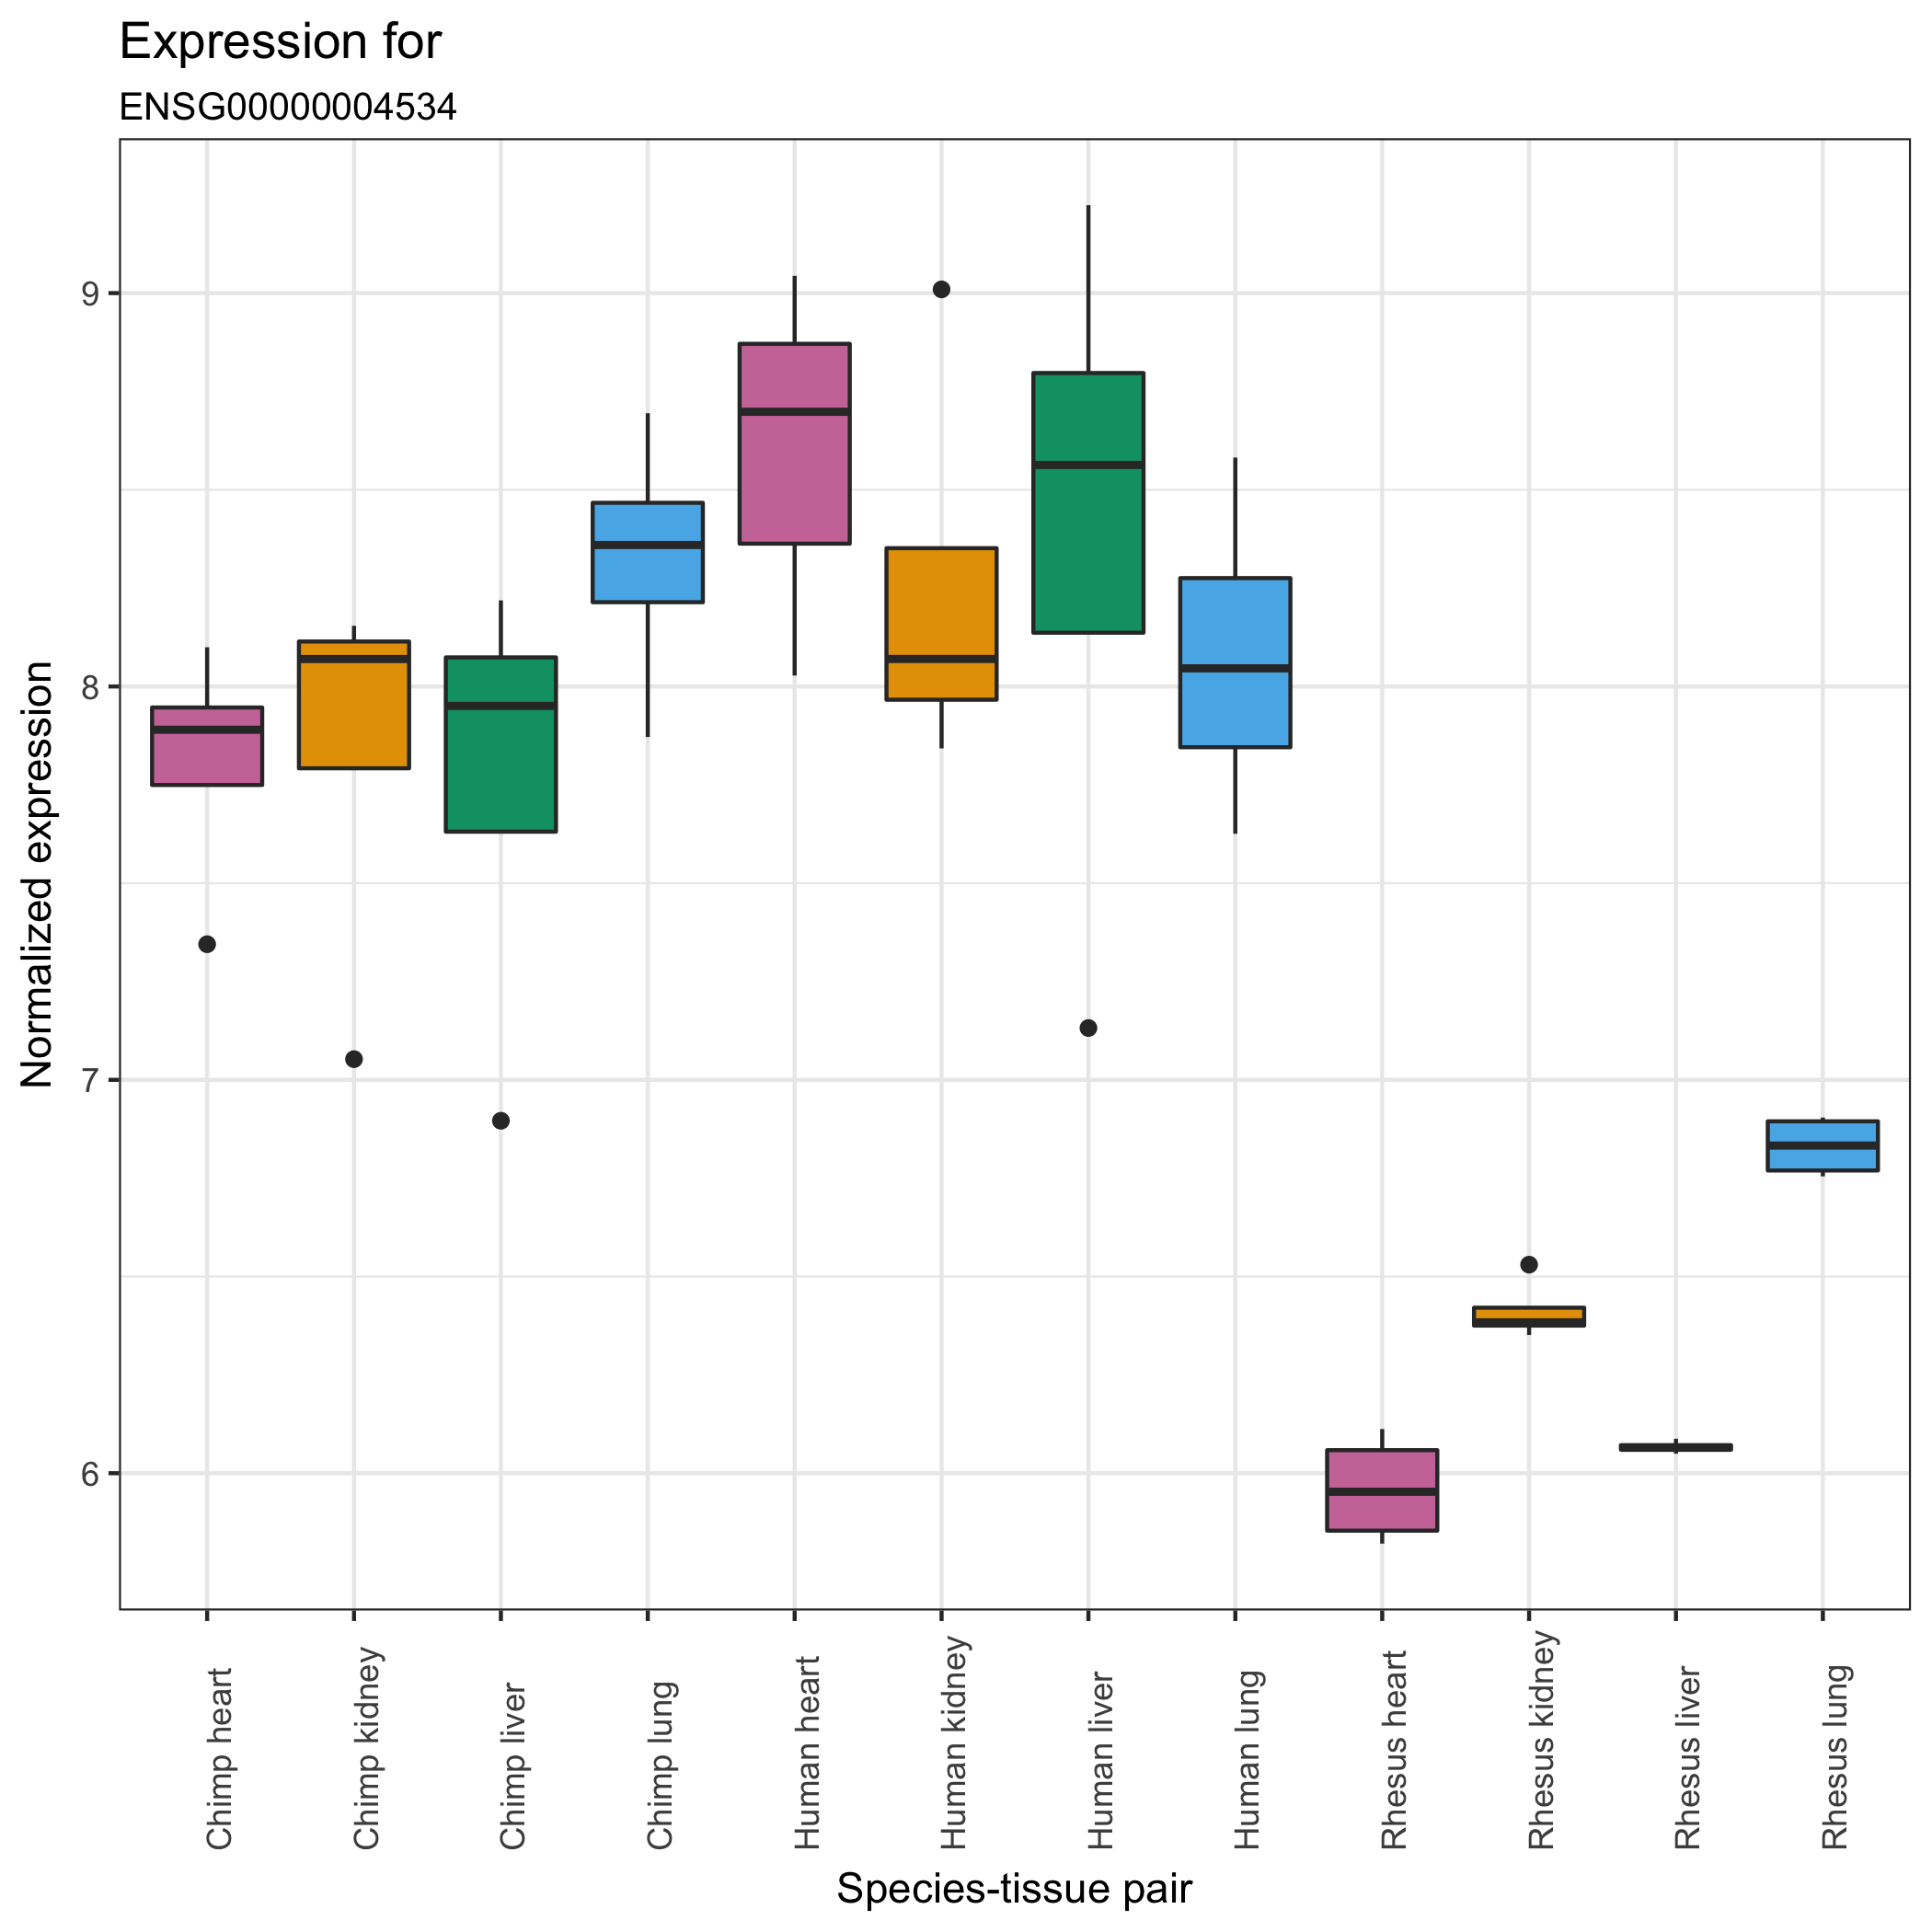 Expression for
ENSG00000004534
Normalized expression
9
8
7
6
Chimp heart
Chimp kidney
Chimp liver
Chimp lung
Human heart
Human kidney
Human liver
Human lung
Rhesus heart
Rhesus kidney
Rhesus liver
Rhesus lung
Species-tissue pair